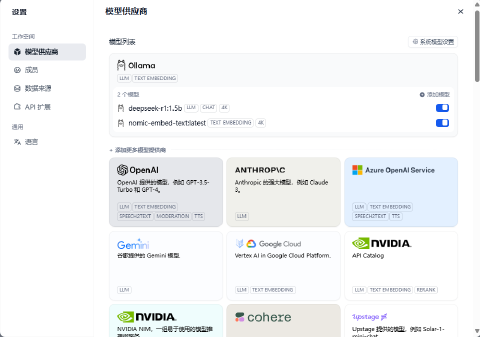 设置
模型供应商
工作空间
模型供应商
成员
数据来源
API 扩展
通用
语言
模型列表
系统模型设置
Ollama
LLM TEXT EMBEDDING
2 个模型
添加模型
deepseek-r1:1.5b LLM CHAT 4K
nomic-embed-text:latest TEXT EMBEDDING 4K
添加更多模型提供商
OpenAI
OpenAI 提供的模型，例如 GPT-3.5-
Turbo 和 GPT-4。
LLM TEXT EMBEDDING
SPEECH2TEXT MODERATION TTS
ANTHROP\C
Anthropic 的强大模型，例如 Claude
3。
LLM
Azure OpenAI Service
LLM TEXT EMBEDDING
SPEECH2TEXT TTS
Gemini
谷歌提供的 Gemini 模型.
LLM
Google Cloud
Vertex AI in Google Cloud Platform.
LLM TEXT EMBEDDING
NVIDIA.
API Catalog
LLM TEXT EMBEDDING RERANK
NVIDIA.
NVIDIA NIM，一组易于使用的模型推
cohere
Upstage
Upstage 提供的模型，例如 Solar-1-
mini-chat.